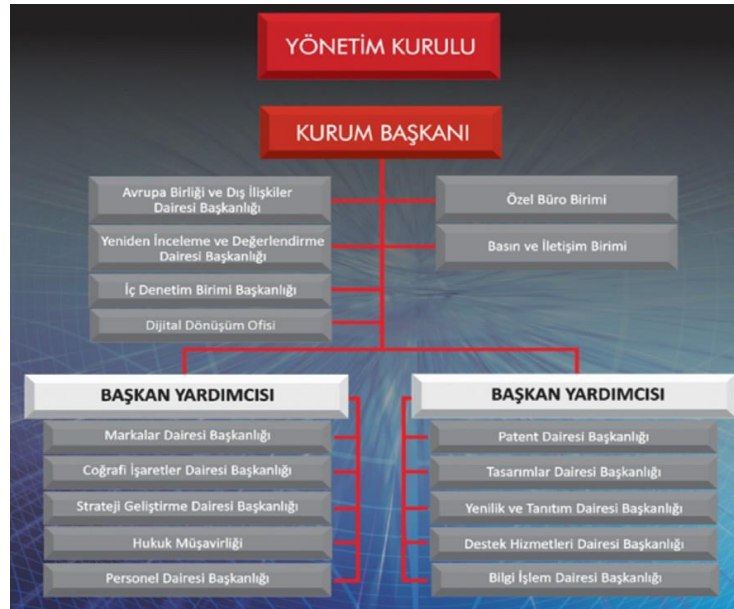 YÖNETİM KURULU
KURUM BAŞKANI
Avrupa Birliği ve Dış İlişkiler
Dairesi Başkanlığı
Yeniden İnceleme ve Değerlendirme
Dairesi Başkanlığı
İç Denetim Birimi Başkanlığı
Dijital Dönüşüm Ofisi
Özel Büro Birimi
Basın ve İletişim Birimi
BAŞKAN YARDIMCISI
Markalar Dairesi Başkanlığı
Coğrafi İşaretler Dairesi Başkanlığı
Strateji Geliştirme Dairesi Başkanlığı
Hukuk Müşavirliği
Personel Dairesi Başkanlığı
BAŞKAN YARDIMCISI
Patent Dairesi Başkanlığı
Tasarımlar Dairesi Başkanlığı
Yenilik ve Tanıtım Dairesi Başkanlığı
Destek Hizmetleri Dairesi Başkanlığı
Bilgi İşlem Dairesi Başkanlığı